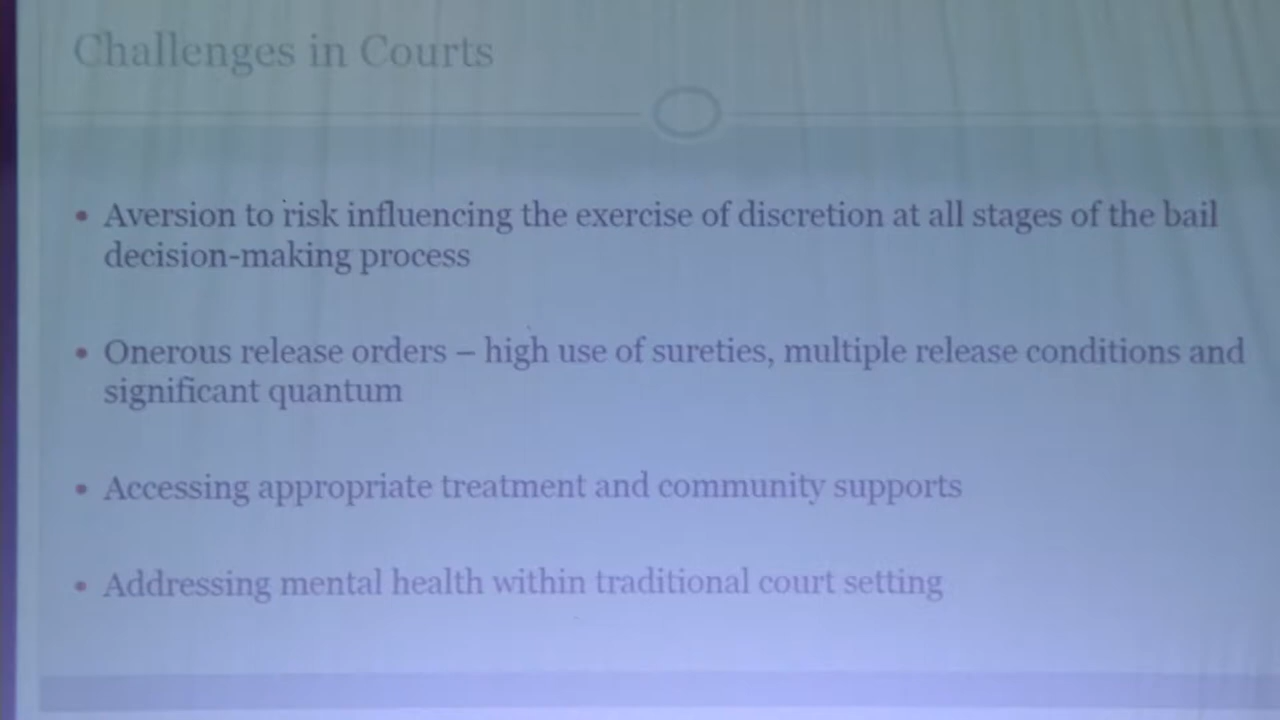 Challenges in Courts
• Aversion to risk influencing the exercise of discretion at all stages of the bail
decision-making process
• Onerous release orders – high use of sureties, multiple release conditions and
significant quantum
• Accessing appropriate treatment and community supports
• Addressing mental health within traditional court setting